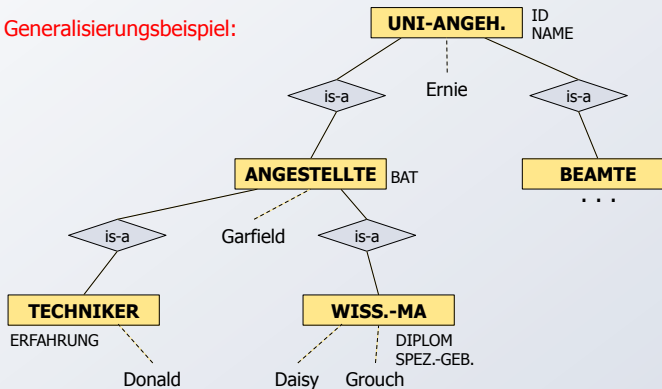 Generalisierungsbeispiel:
UNI-ANGEH.
ID
NAME
is-a
Ernie
is-a
ANGESTELLTE
BAT
BEAMTE
. . .
is-a
Garfield
is-a
TECHNIKER
ERFAHRUNG
WISS.-MA
DIPLOM
SPEZ.-GEB.
Donald
Daisy
Grouch